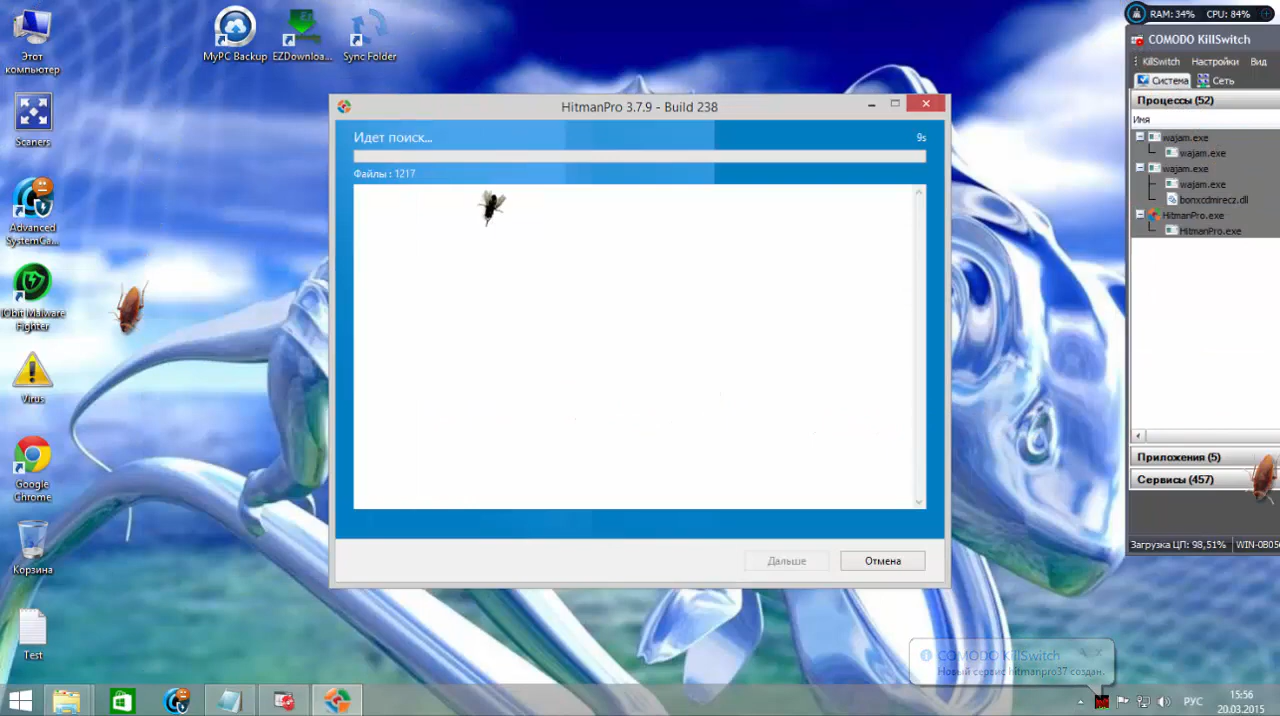 Этот
компьютер
Scaners
Advanced
SystemCa...
IObit Malware
Fighter
Virus
Google
Chrome
Корзина
Test
MyPC Backup
EZDownloa...
Sync Folder
HitmanPro 3.7.9 - Build 238
Идет поиск...
9s
Файлы : 1217
Дальше
Отмена
RAM: 34% CPU: 84%
COMODO KillSwitch
KillSwitch Настройки Вид
Система Сеть
Процессы (52)
Имя
wajam.exe
wajam.exe
wajam.exe
wajam.exe
bonxcdmirecz.dll
HitmanPro.exe
HitmanPro.exe
Приложения (5)
Сервисы (457)
Загрузка ЦП: 98,51% WIN-0B05
COMODO KillSwitch
Новый сервис hitmanpro37 создан.
РУС
15:56
20.03.2015